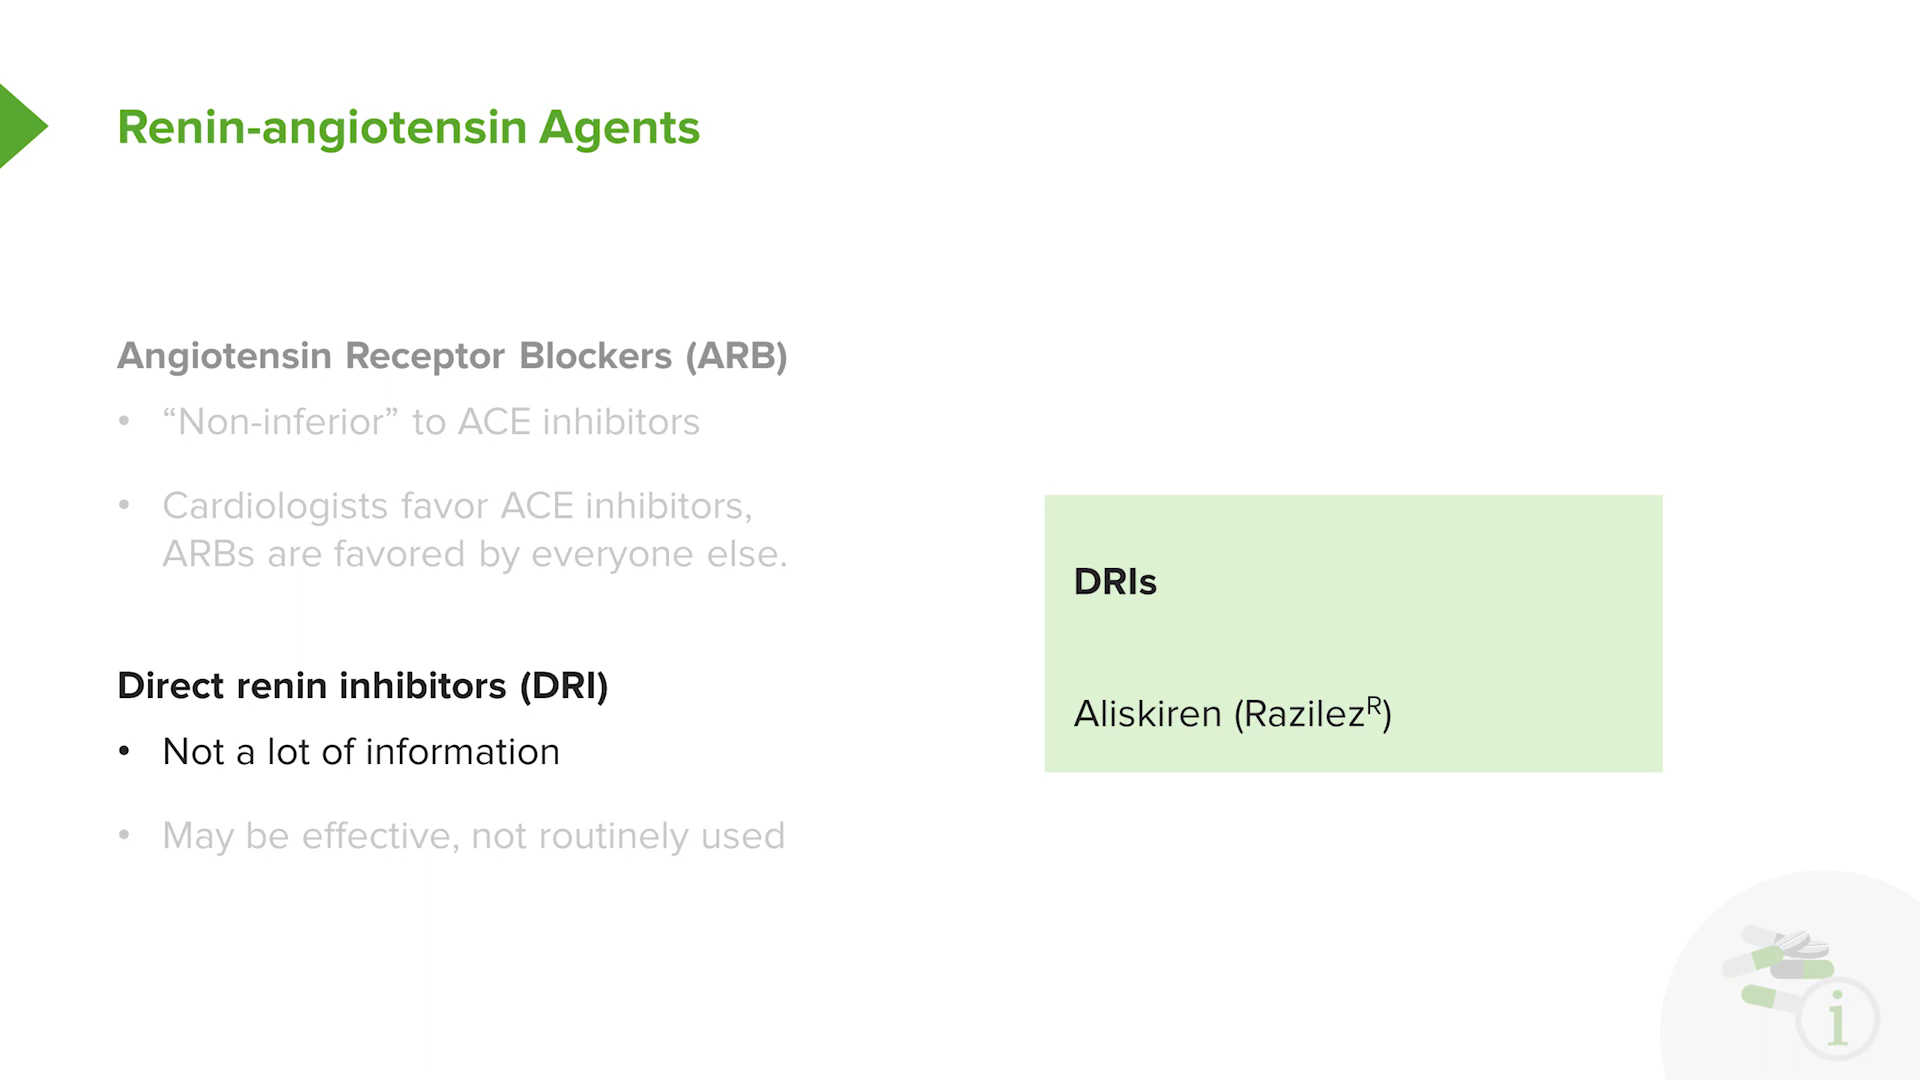 Renin-angiotensin Agents
Angiotensin Receptor Blockers (ARB)
• “Non-inferior” to ACE inhibitors
• Cardiologists favor ACE inhibitors,
ARBs are favored by everyone else.
Direct renin inhibitors (DRI)
• Not a lot of information
• May be effective, not routinely used
DRIs
Aliskiren (Razilezᴿ)
i